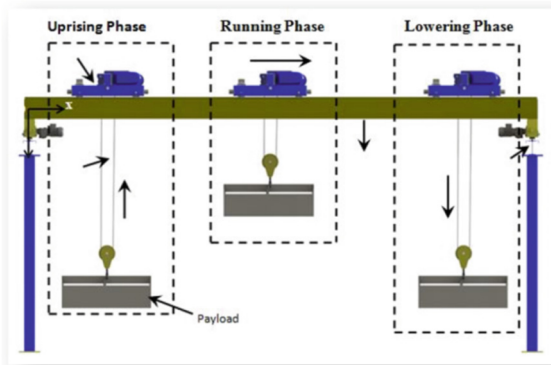 Uprising Phase
Running Phase
Lowering Phase
x
Payload